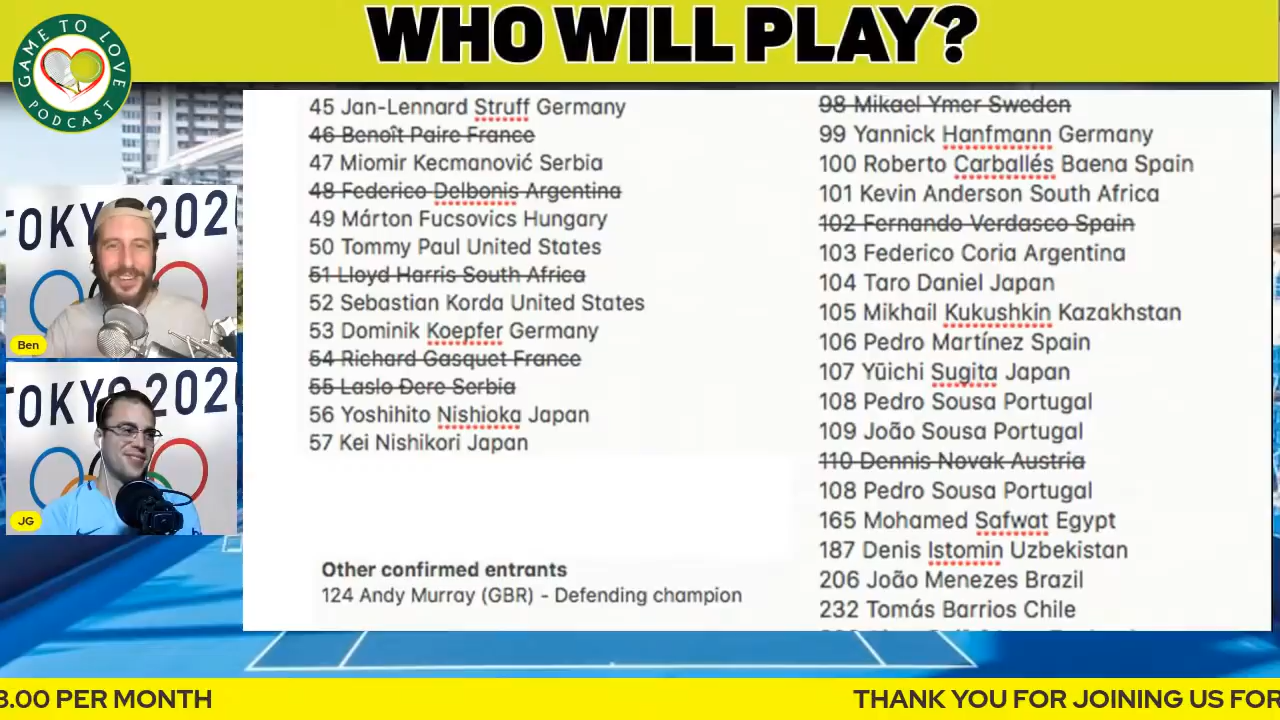 WHO WILL PLAY?
GAME TO LOVE
PODCAST
TOKYO 2020
Ben
TOKYO 2020
JG
45 Jan-Lennard Struff Germany
46 Benoît Paire France
47 Miomir Kecmanović Serbia
48 Federico Delbonis Argentina
49 Márton Fucsovics Hungary
50 Tommy Paul United States
51 Lloyd Harris South Africa
52 Sebastian Korda United States
53 Dominik Koepfer Germany
54 Richard Gasquet France
55 Laslo Đere Serbia
56 Yoshihito Nishioka Japan
57 Kei Nishikori Japan
Other confirmed entrants
124 Andy Murray (GBR) - Defending champion
98 Mikael Ymer Sweden
99 Yannick Hanfmann Germany
100 Roberto Carballés Baena Spain
101 Kevin Anderson South Africa
102 Fernando Verdasco Spain
103 Federico Coria Argentina
104 Taro Daniel Japan
105 Mikhail Kukushkin Kazakhstan
106 Pedro Martínez Spain
107 Yūichi Sugita Japan
108 Pedro Sousa Portugal
109 João Sousa Portugal
110 Dennis Novak Austria
108 Pedro Sousa Portugal
165 Mohamed Safwat Egypt
187 Denis Istomin Uzbekistan
206 João Menezes Brazil
232 Tomás Barrios Chile
3.00 PER MONTH
THANK YOU FOR JOINING US FOR